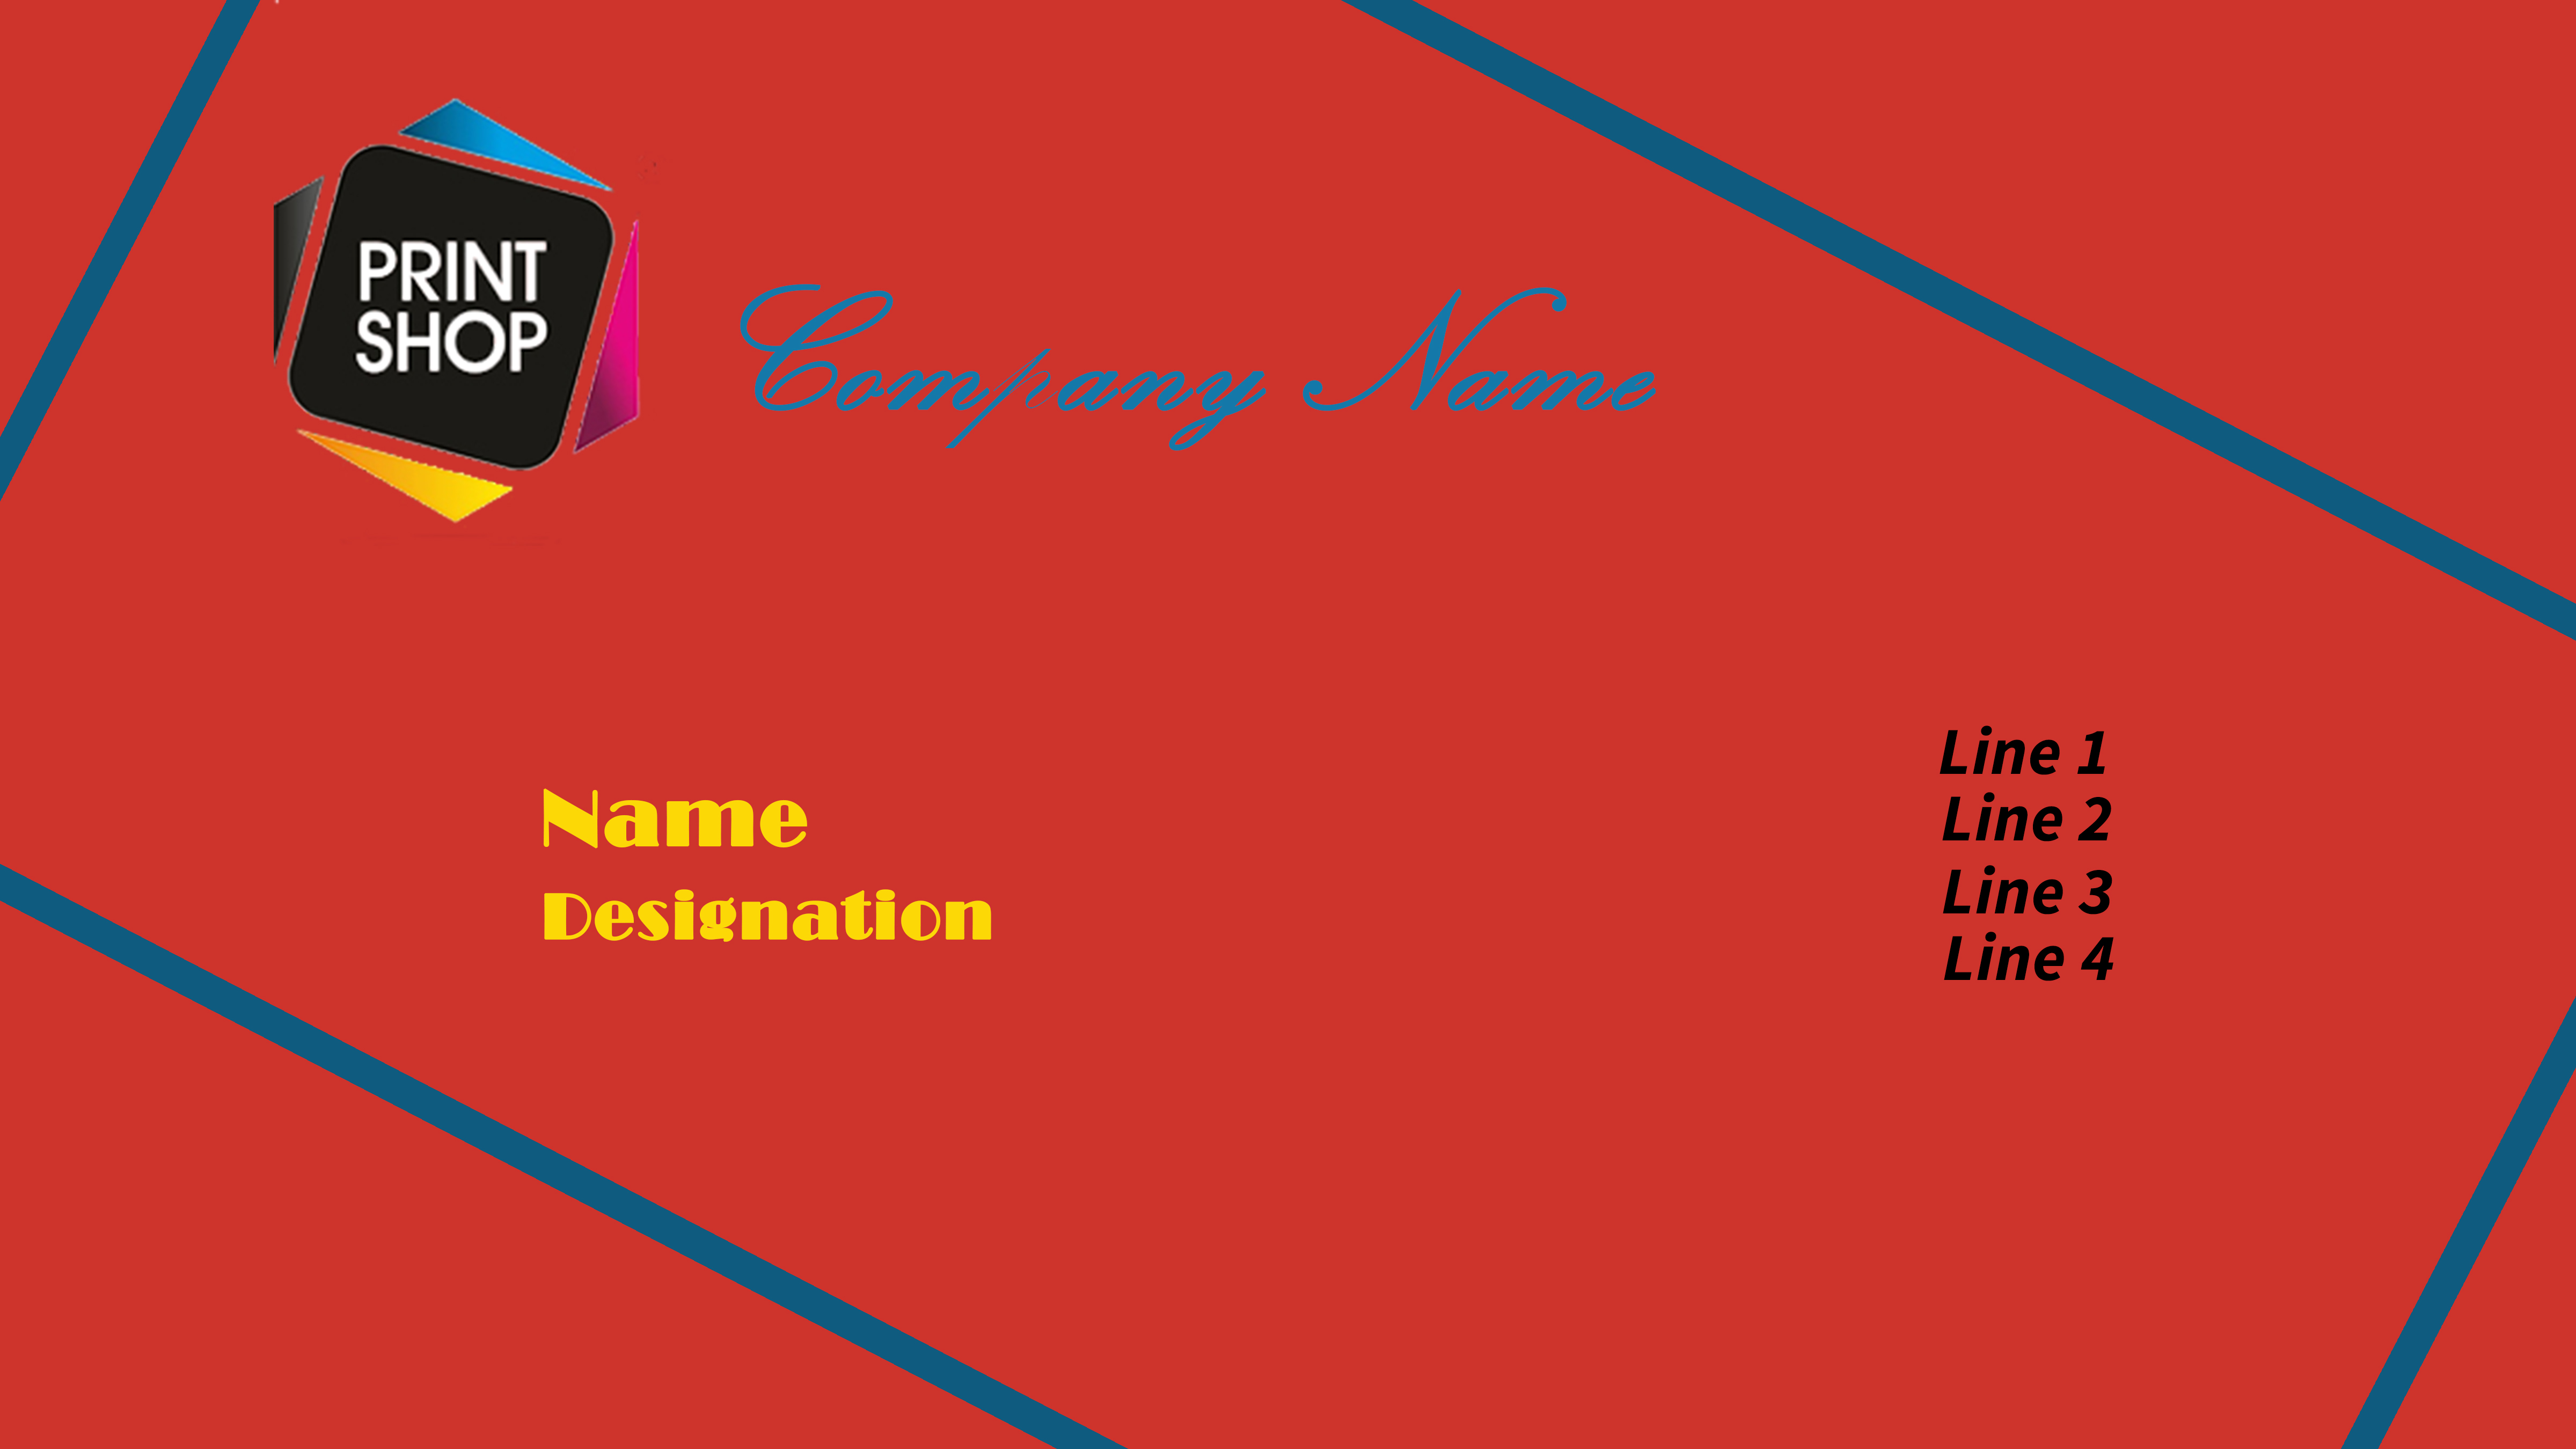 PRINT
SHOP
Company Name
Name
Designation
Line 1
Line 2
Line 3
Line 4